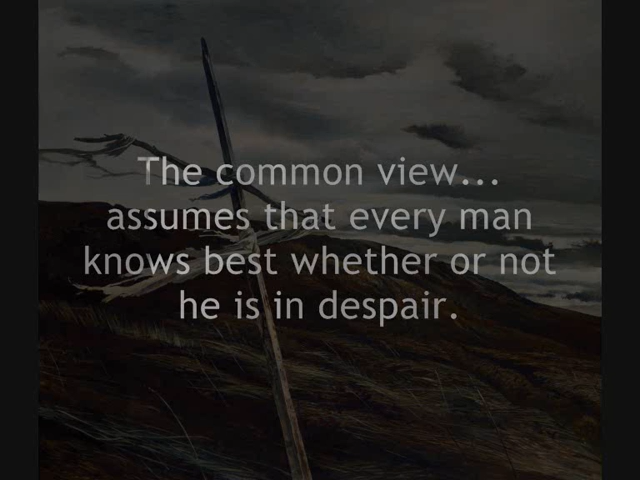 The common view...
assumes that every man
knows best whether or not
he is in despair.